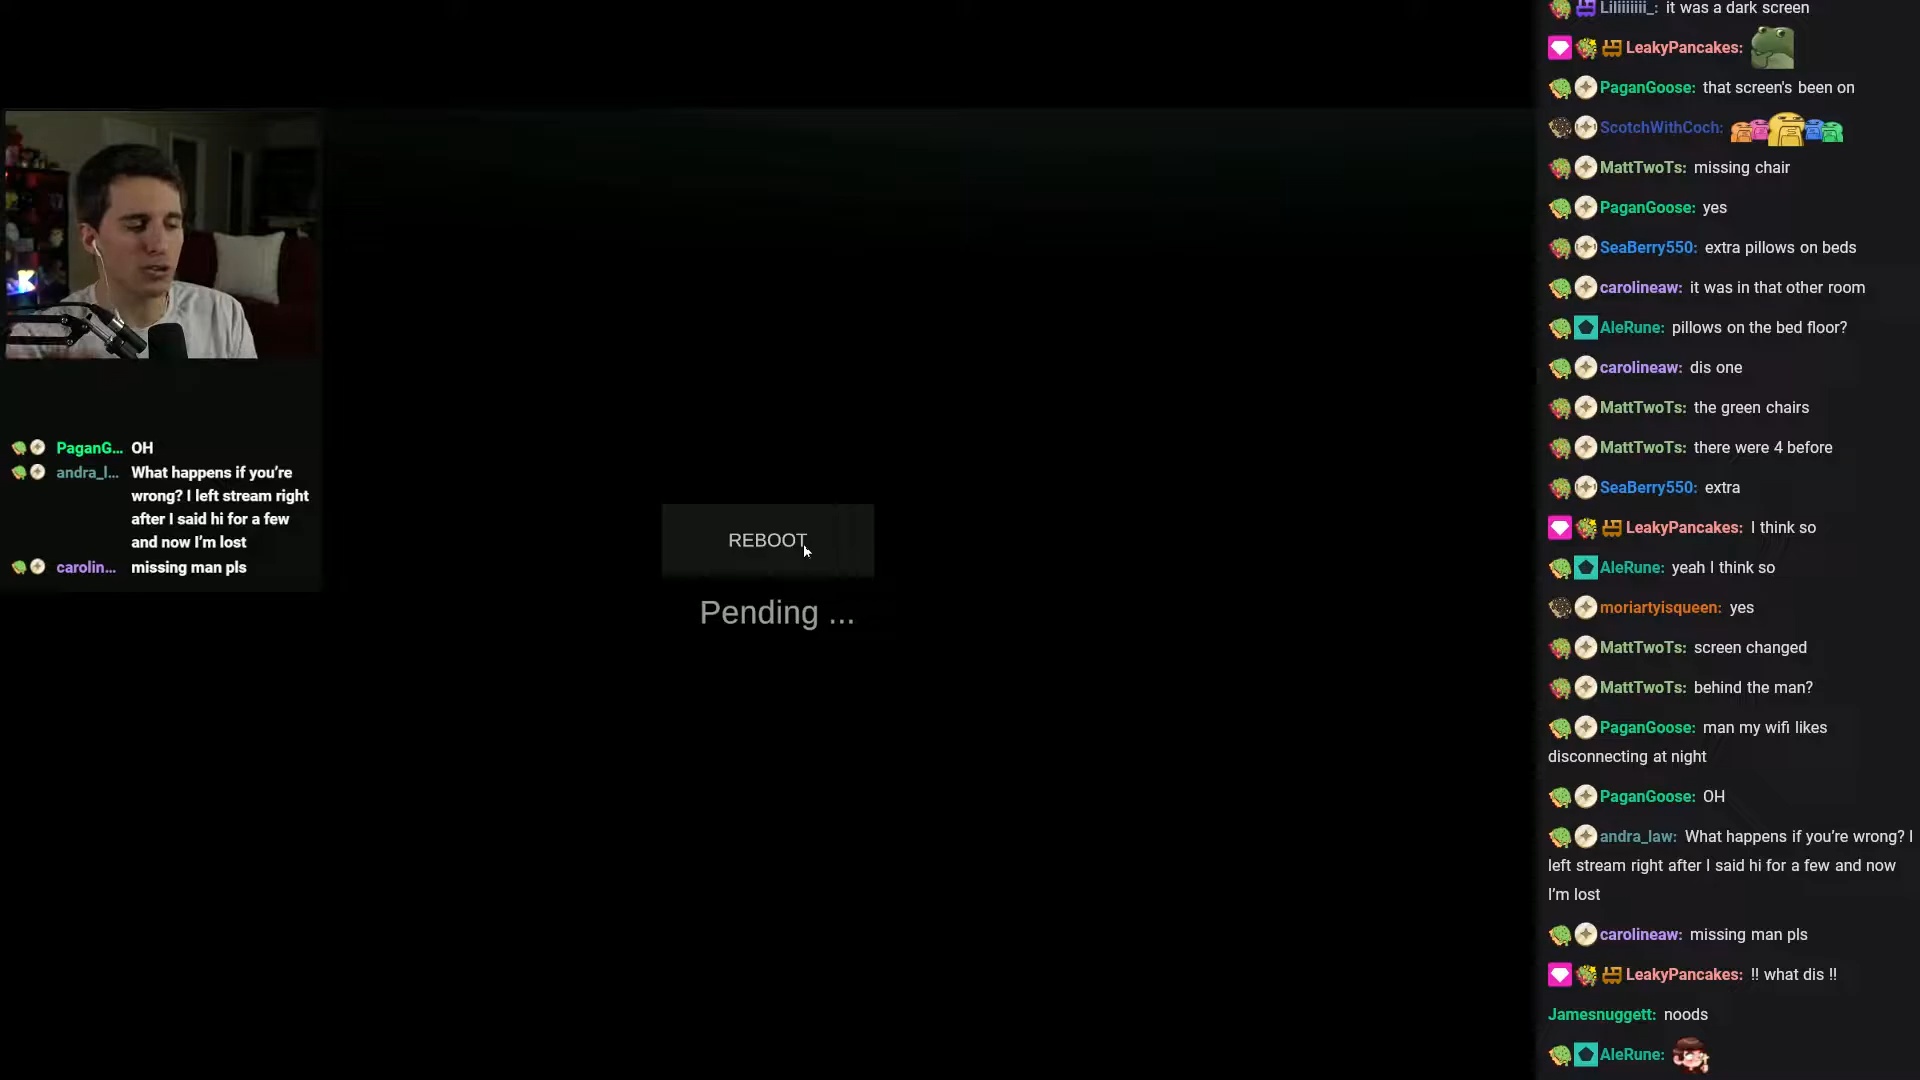 PaganG... OH
andra_l... What happens if you're
wrong? I left stream right
after I said hi for a few
and now I'm lost
carolin... missing man pls
REBOOT
Pending ...
Liliiiiiii_: it was a dark screen
LeakyPancakes:
PaganGoose: that screen's been on
ScotchWithCoch:
MattTwoTs: missing chair
PaganGoose: yes
SeaBerry550: extra pillows on beds
carolineaw: it was in that other room
AleRune: pillows on the bed floor?
carolineaw: dis one
MattTwoTs: the green chairs
MattTwoTs: there were 4 before
SeaBerry550: extra
LeakyPancakes: I think so
AleRune: yeah I think so
moriartyisqueen: yes
MattTwoTs: screen changed
MattTwoTs: behind the man?
PaganGoose: man my wifi likes
disconnecting at night
PaganGoose: OH
andra_law: What happens if you're wrong? I
left stream right after I said hi for a few and now
I'm lost
carolineaw: missing man pls
LeakyPancakes: !! what dis !!
Jamesnuggett: noods
AleRune: